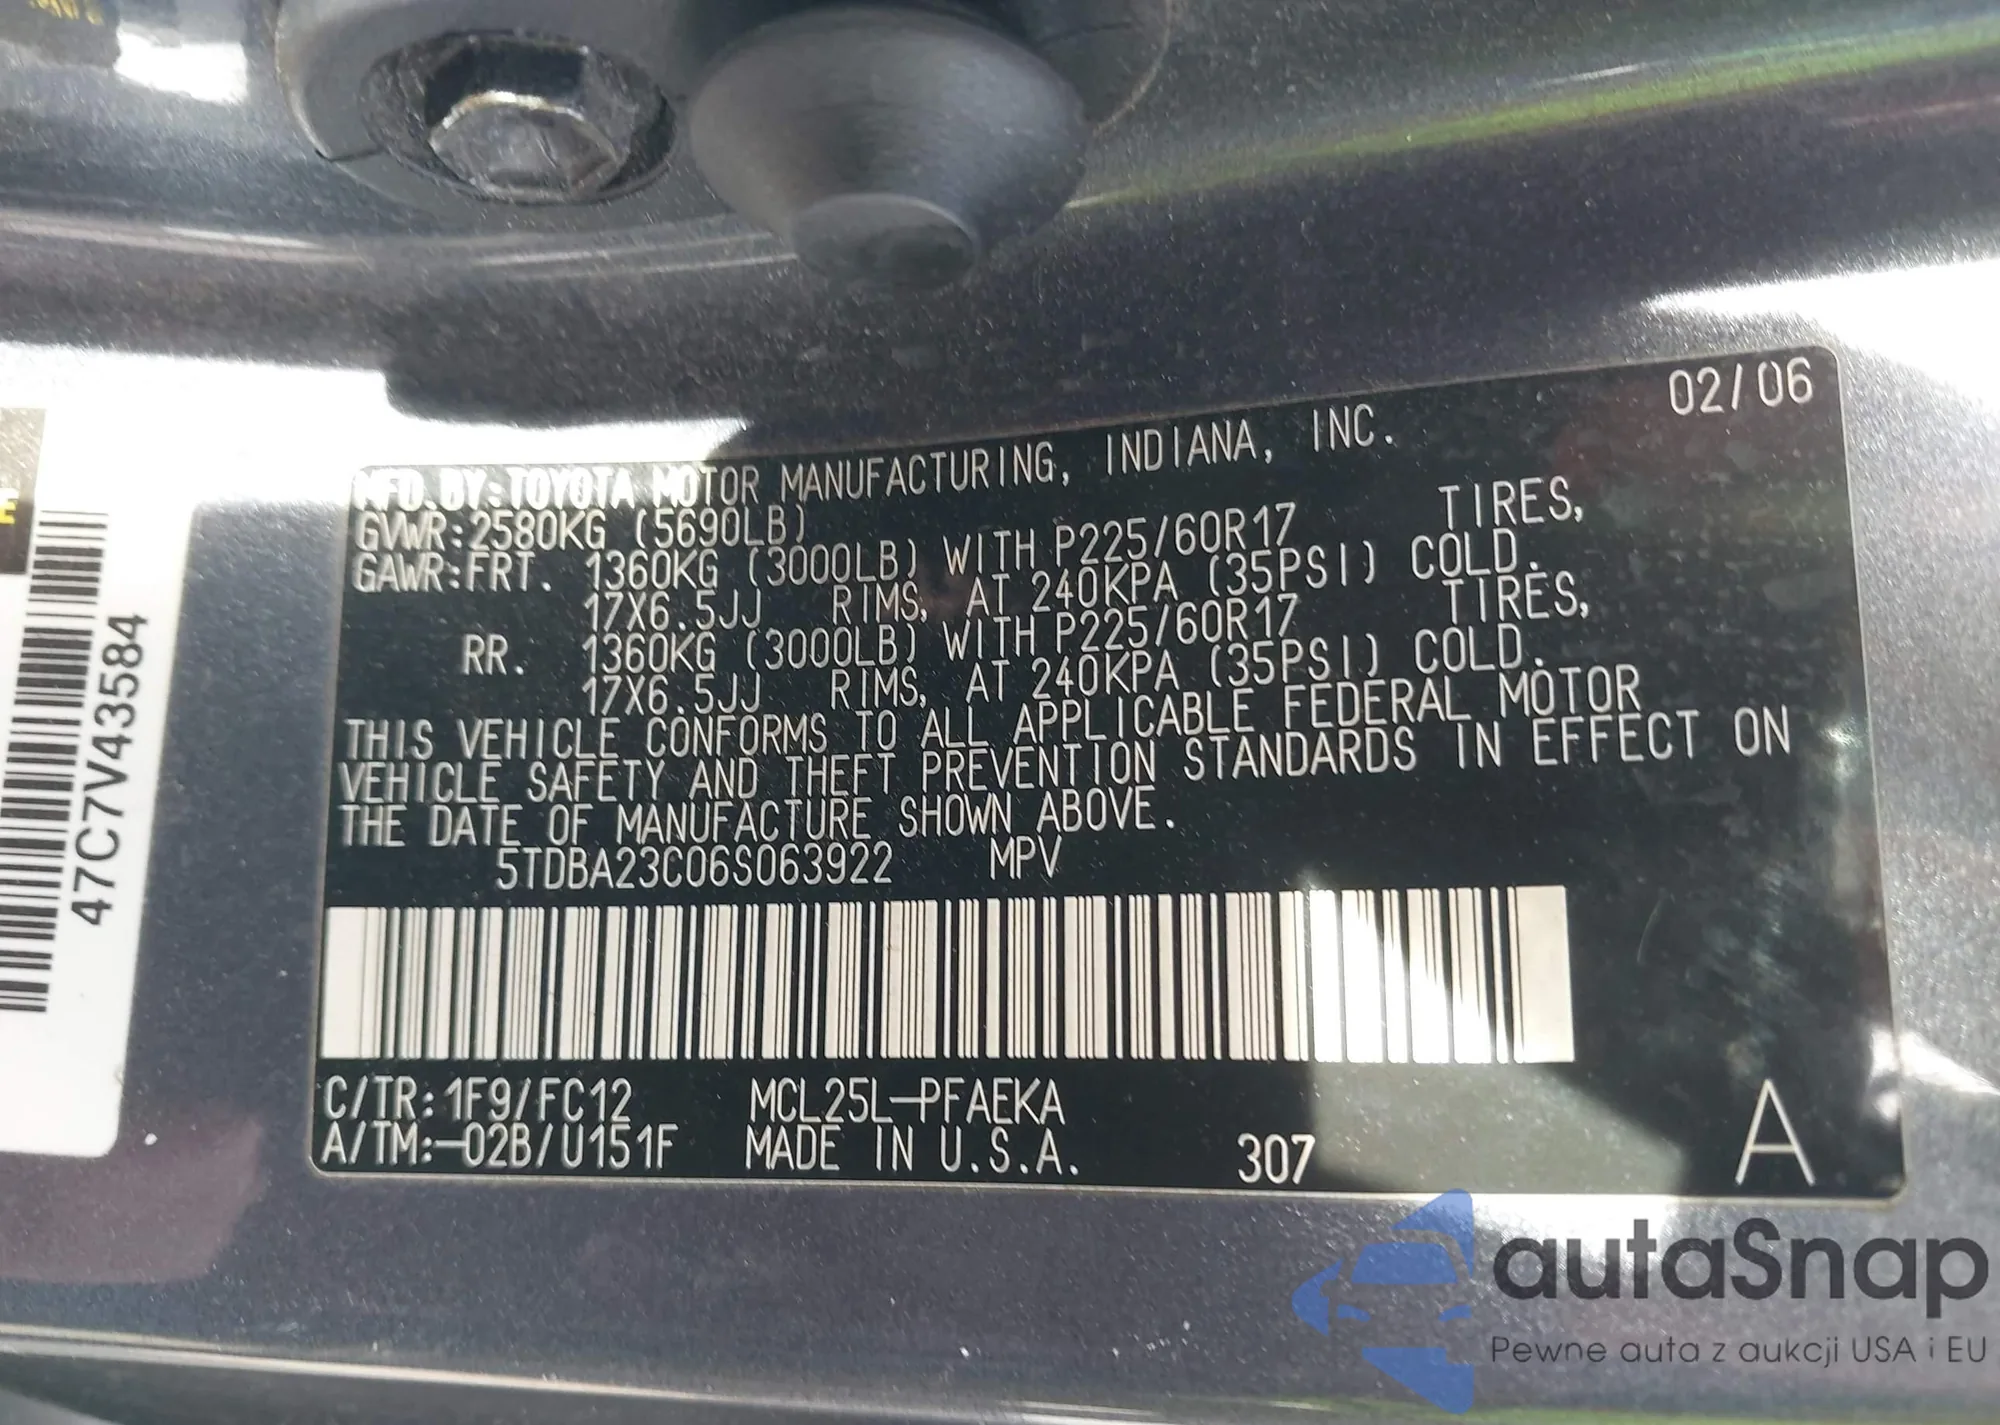 02/06
MFD. BY: TOYOTA MOTOR MANUFACTURING, INDIANA, INC.
GVWR: 2580KG (5690LB)
GAWR: FRT. 1360KG (3000LB) WITH P225/60R17 TIRES,
17X6.5JJ RIMS, AT 240KPA (35PSI) COLD.
RR. 1360KG (3000LB) WITH P225/60R17 TIRES,
17X6.5JJ RIMS, AT 240KPA (35PSI) COLD.
THIS VEHICLE CONFORMS TO ALL APPLICABLE FEDERAL MOTOR
VEHICLE SAFETY AND THEFT PREVENTION STANDARDS IN EFFECT ON
THE DATE OF MANUFACTURE SHOWN ABOVE.
5TDBA23C06S063922 MPV
C/TR: 1F9/FC12 MCL25L-PFAEKA
A/TM:-02B/U151F MADE IN U.S.A. 307 A
47C7V43584
autaSnap
Pewne auta z aukcji USA i EU